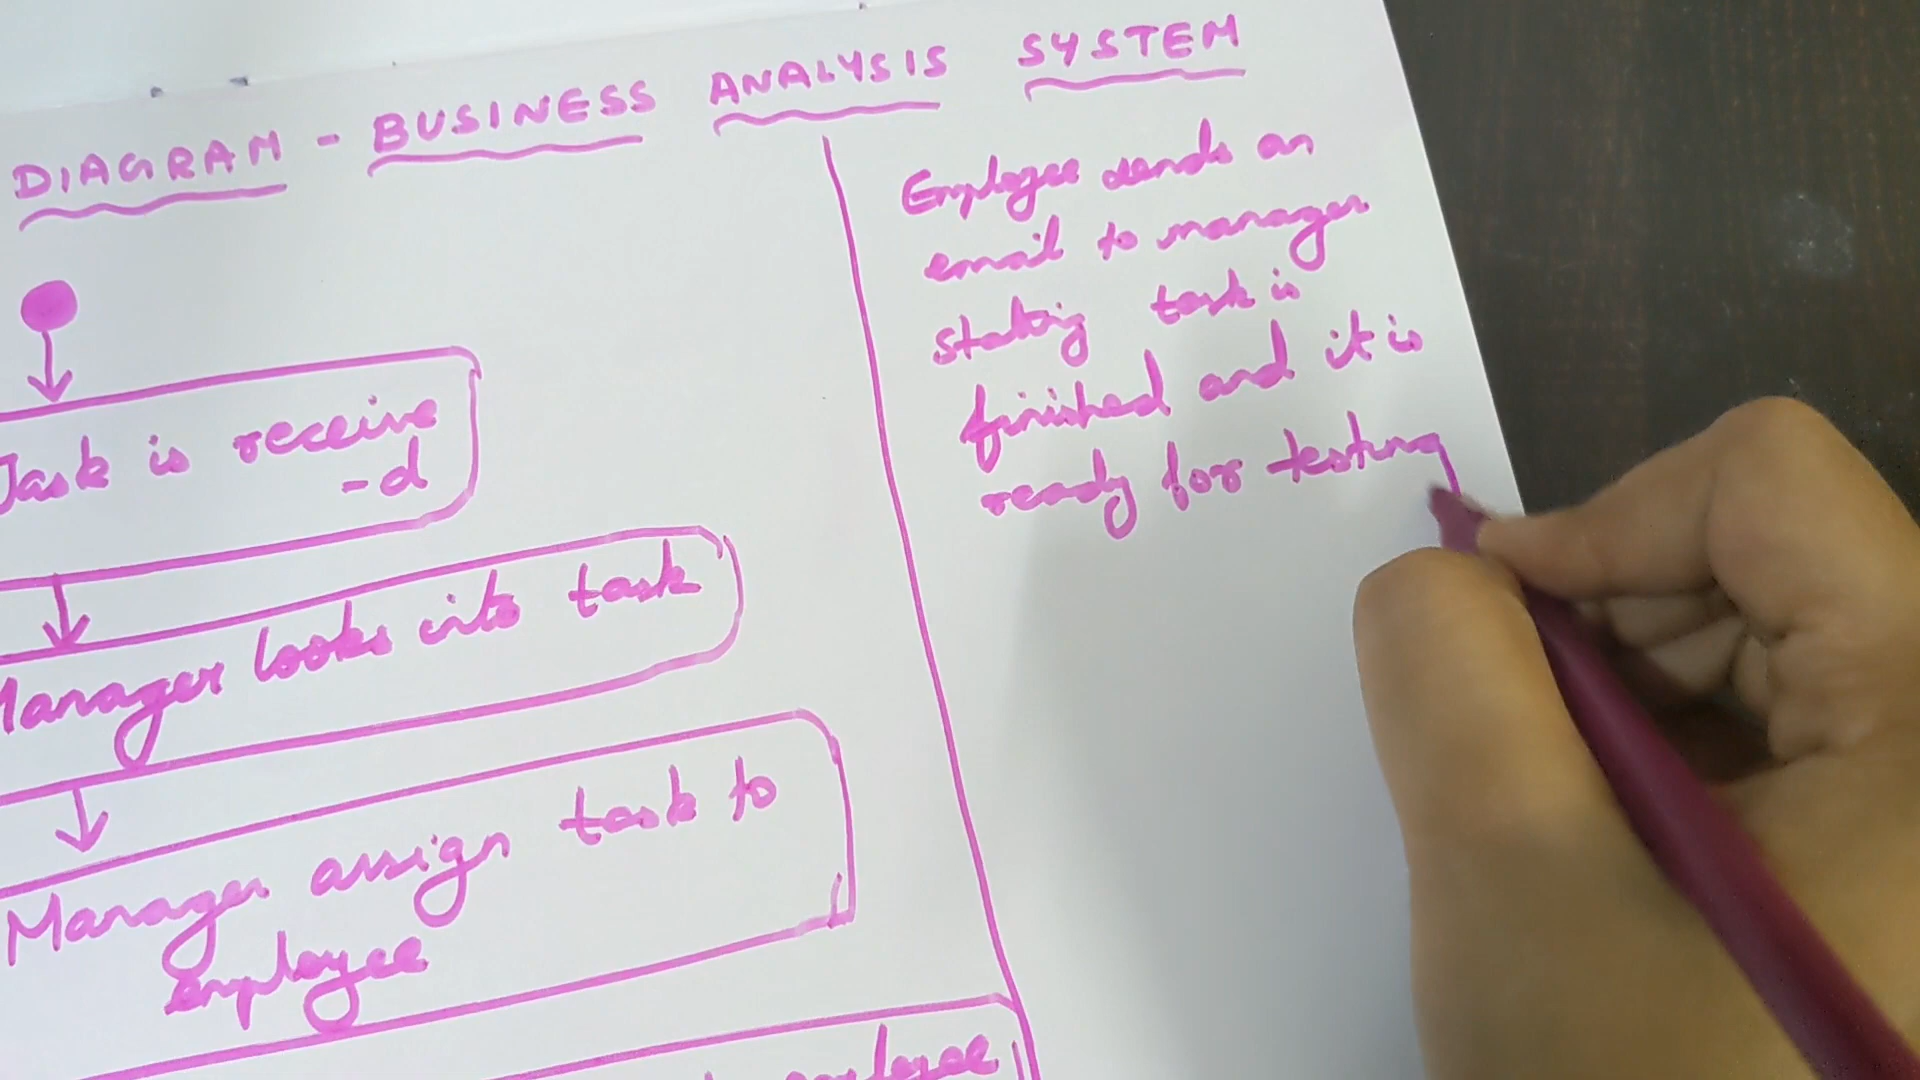 DIAGRAM - BUSINESS ANALYSIS SYSTEM
Task is receive
-d
Manager looks into task
Manager assign task to
employee
employee
Employee sends an
email to manager
stating task is
finished and it is
ready for testing